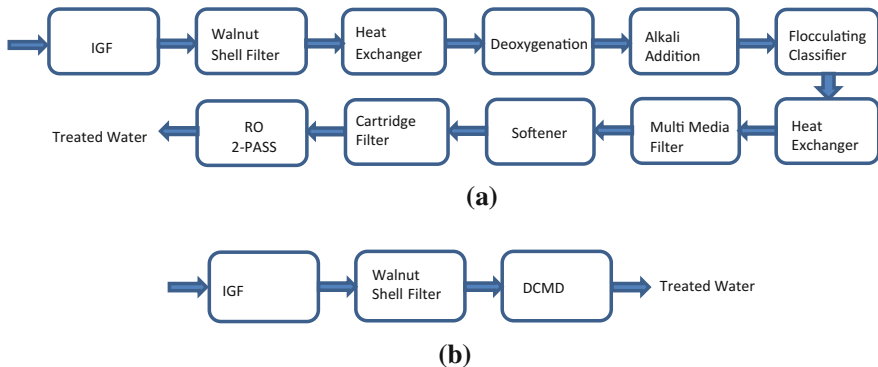 IGF
Walnut
Shell Filter
Heat
Exchanger
Deoxygenation
Alkali
Addition
Flocculating
Classifier
Heat
Exchanger
Multi Media
Filter
Softener
Cartridge
Filter
RO
2-PASS
Treated Water
(a)
IGF
Walnut
Shell Filter
DCMD
Treated Water
(b)